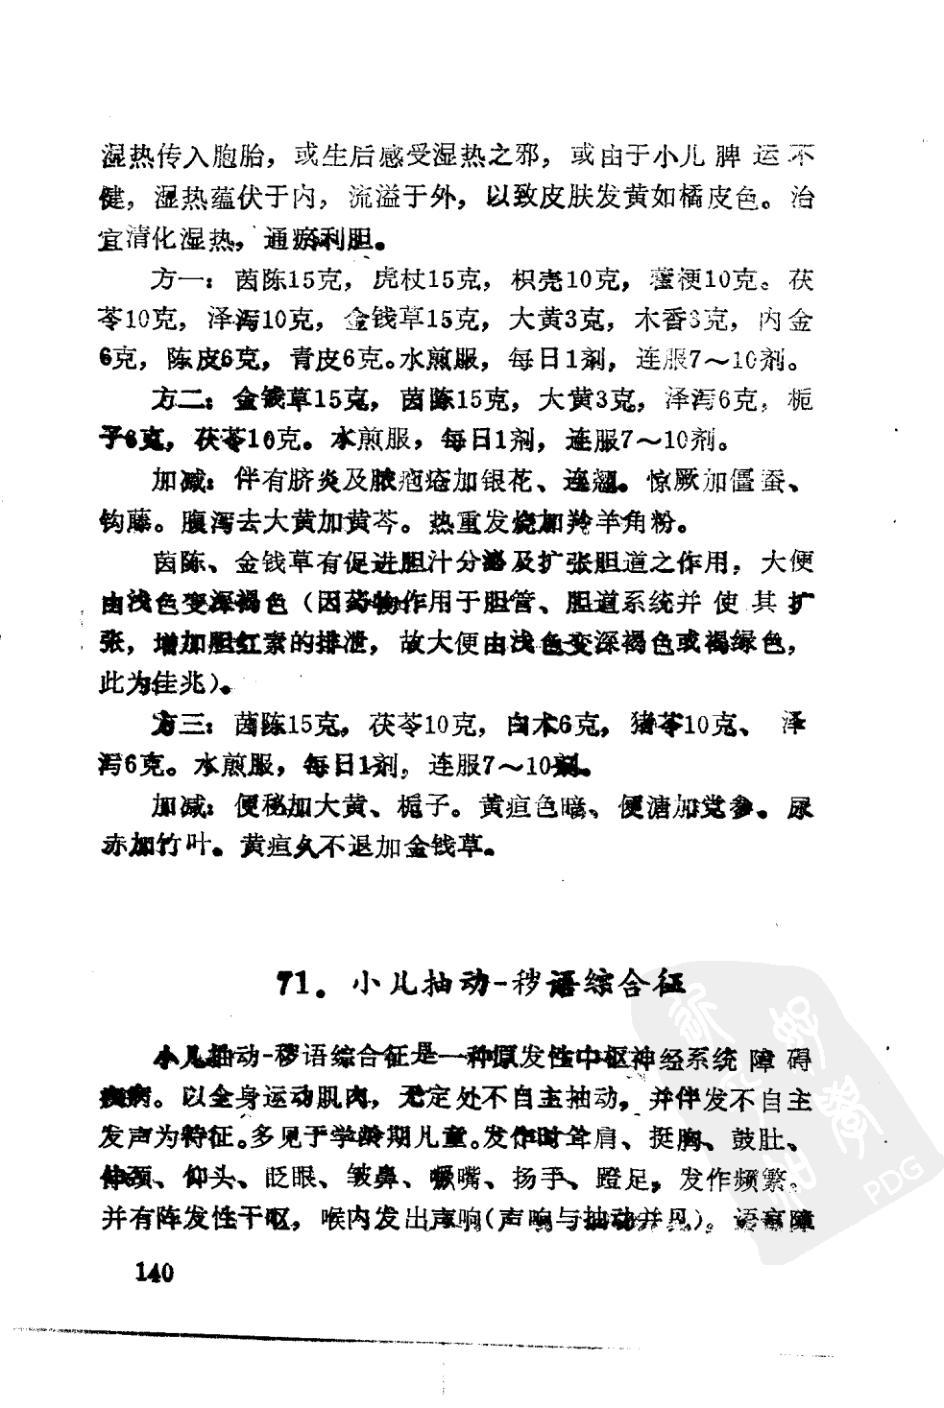 湿热传入胞胎，或生后感受湿热之邪，或由于小儿脾运不
健，湿热蕴伏于内，流溢于外，以致皮肤发黄如橘皮色。治
宜清化湿热，通瘀利胆。
方一：茵陈15克，虎杖15克，枳壳10克，藿梗10克。茯
苓10克，泽泻10克，金钱草15克，大黄3克，木香3克，内金
6克，陈皮6克，青皮6克。水煎服，每日1剂，连服7～10剂。
方二：金钱草15克，茵陈15克，大黄3克，泽泻6克，栀
子6克，茯苓10克。水煎服，每日1剂，连服7～10剂。
加减：伴有脐炎及脓疱疮加银花、连翘。惊厥加僵蚕、
钩藤。腹泻去大黄加黄芩。热重发烧加羚羊角粉。
茵陈、金钱草有促进胆汁分泌及扩张胆道之作用，大便
由浅色变深褐色（因药物作用于胆管、胆道系统并使其扩
张，增加胆红素的排泄，故大便由浅色变深褐色或褐绿色，
此为佳兆）。
方三：茵陈15克，茯苓10克，白术6克，猪苓10克、泽
泻6克。水煎服，每日1剂，连服7～10剂。
加减：便秘加大黄、栀子。黄疸色暗、便溏加党参。尿
赤加竹叶。黄疸久不退加金钱草。
71。小儿抽动-秽语综合征
小儿抽动-秽语综合征是一种原发性中枢神经系统障碍
疾病。以全身运动肌肉，无定处不自主抽动，并伴发不自主
发声为特征。多见于学龄期儿童。发作时耸肩、挺胸、鼓肚、
伸颈、仰头、眨眼、皱鼻、噘嘴、扬手、蹬足，发作频繁。
并有阵发性干呕，喉内发出声响(声响与抽动并见)。语言障
140
PDG